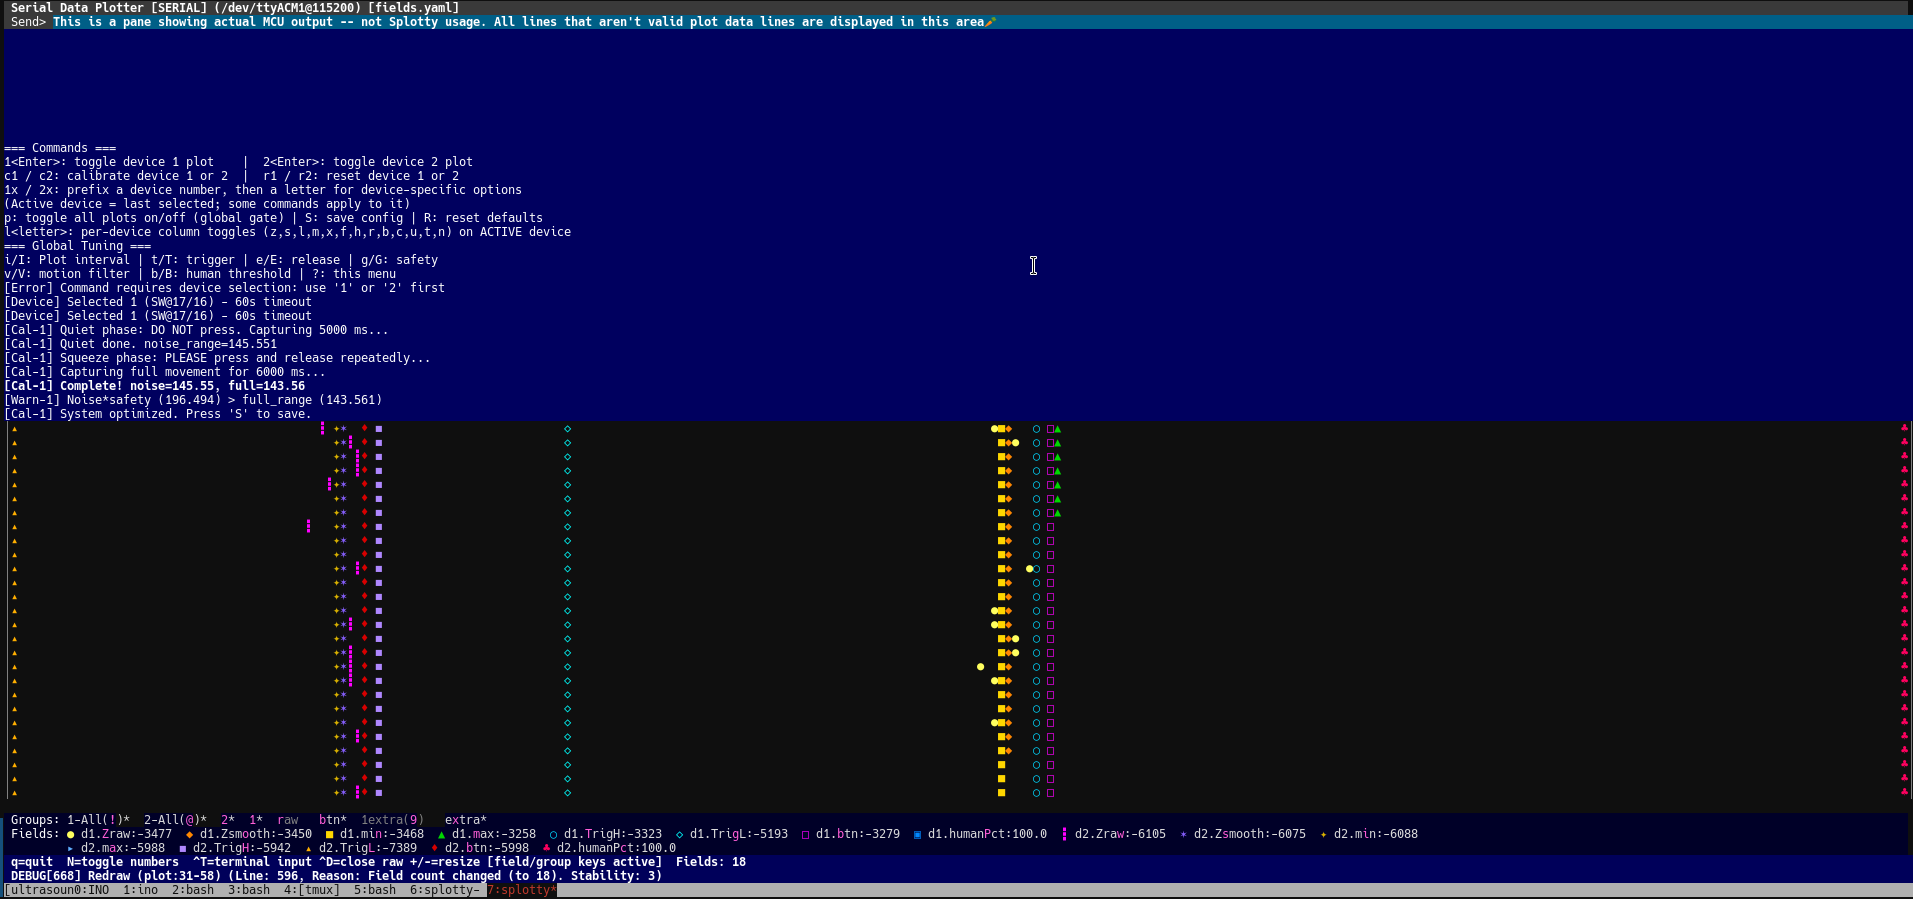 Serial Data Plotter [SERIAL] (/dev/ttyACM1@115200) [fields.yaml]
Send> This is a pane showing actual MCU output -- not Splotty usage. All lines that aren't valid plot data lines are displayed in this area
=== Commands ===
1<Enter>: toggle device 1 plot    |  2<Enter>: toggle device 2 plot
c1 / c2: calibrate device 1 or 2  |  r1 / r2: reset device 1 or 2
1x / 2x: prefix a device number, then a letter for device-specific options
(Active device = last selected; some commands apply to it)
p: toggle all plots on/off (global gate) | S: save config | R: reset defaults
l<letter>: per-device column toggles (z,s,l,m,x,f,h,r,b,c,u,t,n) on ACTIVE device
=== Global Tuning ===
i/I: Plot interval | t/T: trigger | e/E: release | g/G: safety
v/V: motion filter | b/B: human threshold | ?: this menu
[Error] Command requires device selection: use '1' or '2' first
[Device] Selected 1 (SW@17/16) - 60s timeout
[Device] Selected 1 (SW@17/16) - 60s timeout
[Cal-1] Quiet phase: DO NOT press. Capturing 5000 ms...
[Cal-1] Quiet done. noise_range=145.551
[Cal-1] Squeeze phase: PLEASE press and release repeatedly...
[Cal-1] Capturing full movement for 6000 ms...
[Cal-1] Complete! noise=145.55, full=143.56
[Warn-1] Noise*safety (196.494) > full_range (143.561)
[Cal-1] System optimized. Press 'S' to save.
Groups: 1-All(!)*  2-All(@)*  2*  1*  raw   btn*  1extra(9)   extra*
Fields: ● d1.Zraw:-3477  ◆ d1.Zsmooth:-3450  ■ d1.min:-3468  ▲ d1.max:-3258  ○ d1.TrigH:-3323  ◇ d1.TrigL:-5193  □ d1.btn:-3279  ▣ d1.humanPct:100.0  ┇ d2.Zraw:-6105  ✶ d2.Zsmooth:-6075  ✦ d2.min:-6088
▸ d2.max:-5988  ■ d2.TrigH:-5942  ▴ d2.TrigL:-7389  ♦ d2.btn:-5998  ♣ d2.humanPct:100.0
q=quit  N=toggle numbers  ^T=terminal input ^D=close raw +/-=resize [field/group keys active]  Fields: 18
DEBUG[668] Redraw (plot:31-58) (Line: 596, Reason: Field count changed (to 18). Stability: 3)
[ultrasoun0:INO  1:ino  2:bash  3:bash  4:[tmux]  5:bash  6:splotty- 7:splotty*